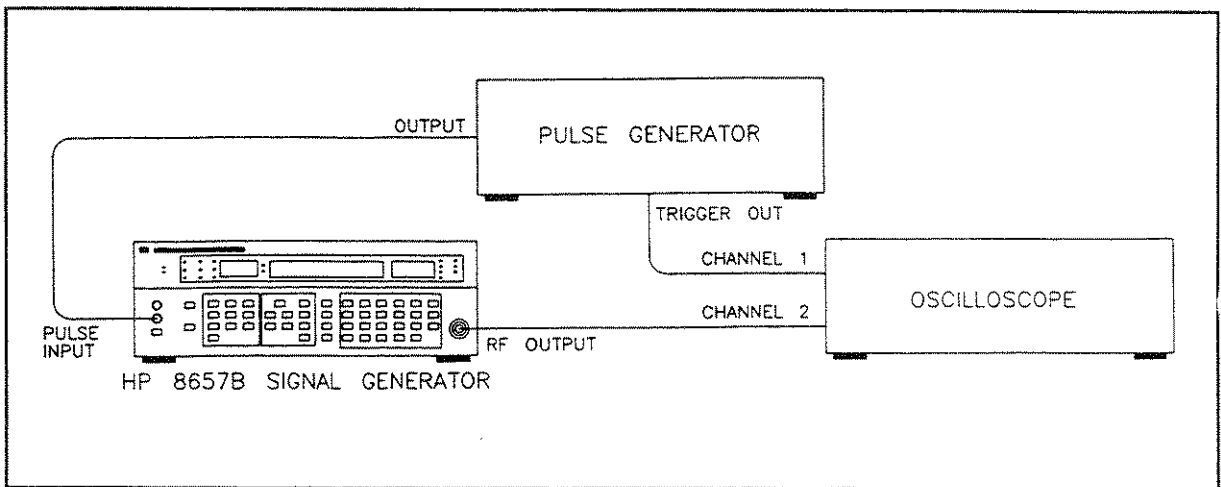 OUTPUT
PULSE GENERATOR
TRIGGER OUT
CHANNEL 1
OSCILLOSCOPE
CHANNEL 2
PULSE
INPUT
RF OUTPUT
HP 8657B SIGNAL GENERATOR